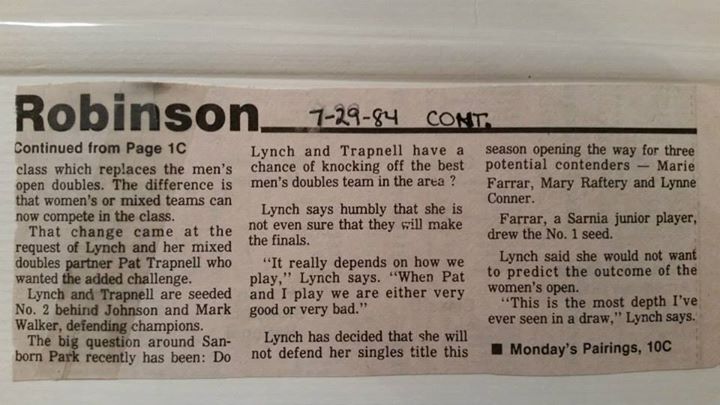 Robinson
7-29-84 CONT.
Continued from Page 1C
class which replaces the men's
open doubles. The difference is
that women's or mixed teams can
now compete in the class.
That change came at the
request of Lynch and her mixed
doubles partner Pat Trapnell who
wanted the added challenge.
Lynch and Trapnell are seeded
No. 2 behind Johnson and Mark
Walker, defending champions.
The big question around San-
born Park recently has been: Do
Lynch and Trapnell have a
chance of knocking off the best
men's doubles team in the area ?
Lynch says humbly that she is
not even sure that they will make
the finals.
"It really depends on how we
play," Lynch says. "When Pat
and I play we are either very
good or very bad."
Lynch has decided that she will
not defend her singles title this
season opening the way for three
potential contenders — Marie
Farrar, Mary Raftery and Lynne
Conner.
Farrar, a Sarnia junior player,
drew the No. 1 seed.
Lynch said she would not want
to predict the outcome of the
women's open.
"This is the most depth I've
ever seen in a draw," Lynch says.
■ Monday's Pairings, 10C